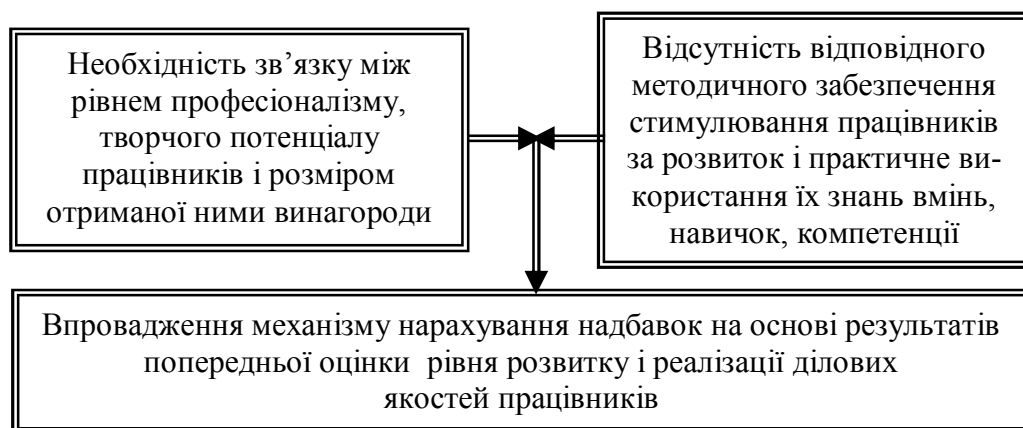 Необхідність зв’язку між
рівнем професіоналізму,
творчого потенціалу
працівників і розміром
отриманої ними винагороди
Відсутність відповідного
методичного забезпечення
стимулювання працівників
за розвиток і практичне ви-
користання їх знань вмінь,
навичок, компетенції
Впровадження механізму нарахування надбавок на основі результатів
попередньої оцінки  рівня розвитку і реалізації ділових
якостей працівників